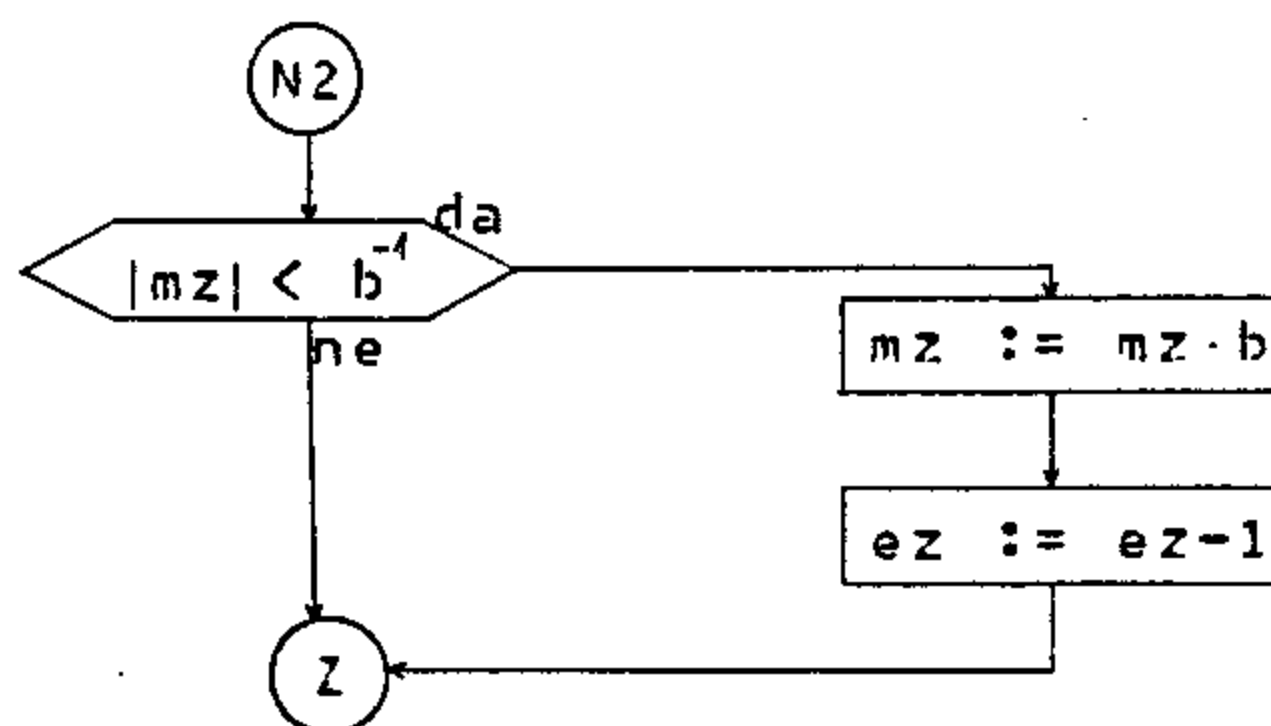 N2
da
|mz| < b⁻¹
ne
mz := mz·b
ez := ez-1
Z